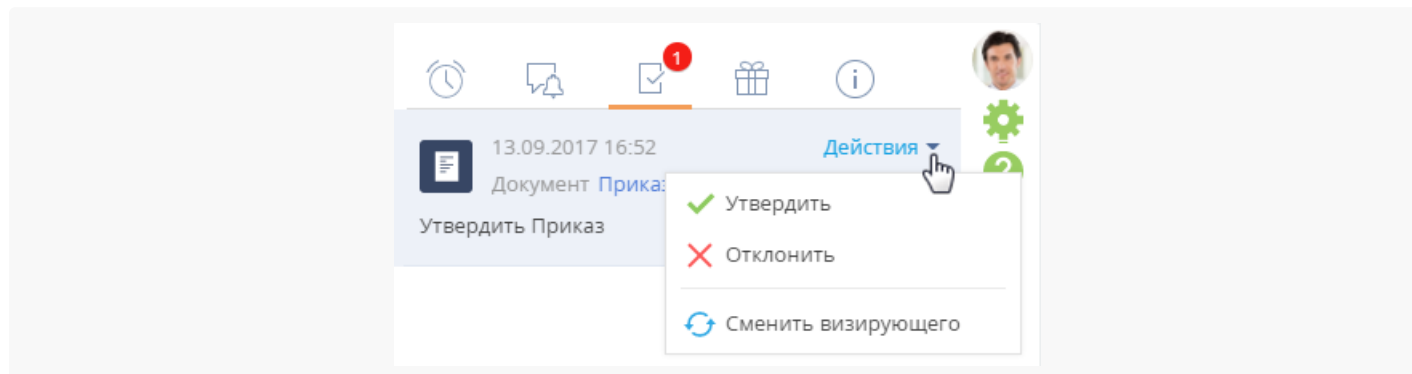 1
13.09.2017 16:52 Действия
Документ Приказ
Утвердить
Утвердить Приказ
Отклонить
Сменить визирующего